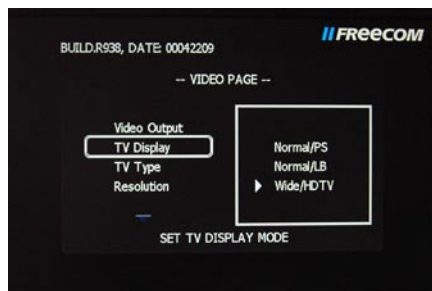 FREECOM
BUILD.R938, DATE 00042209
-- VIDEO PAGE --
Video Output
TV Display
TV Type
Resolution
Normal/PS
Normal/LB
Wide/HDTV
SET TV DISPLAY MODE